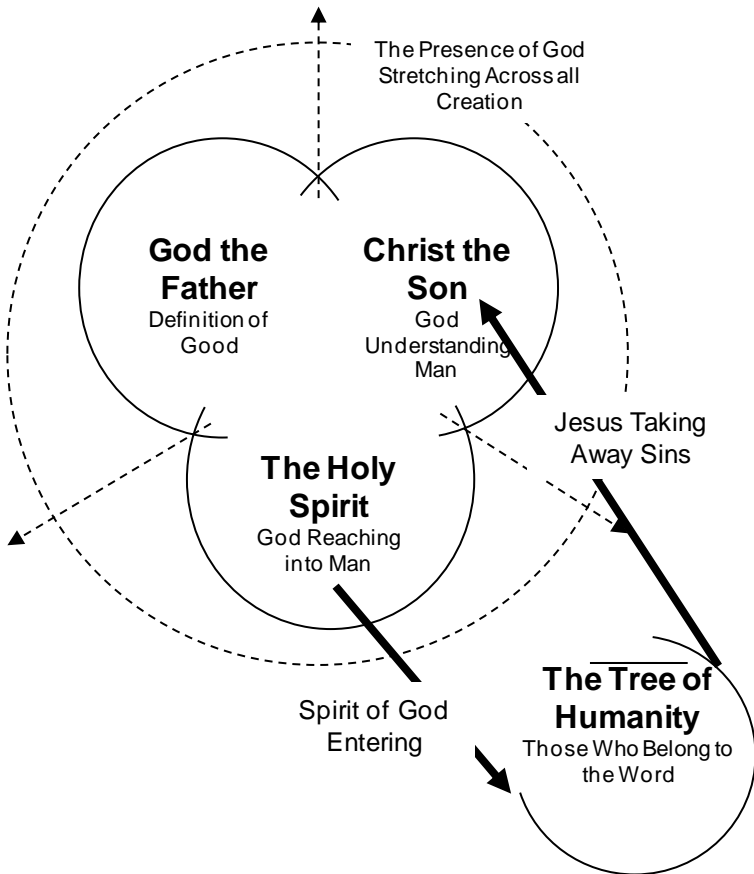 The Presence of God
Stretching Across all
Creation
God the
Father
Definition of
Good
Christ the
Son
God
Understanding
Man
Jesus Taking
Away Sins
The Holy
Spirit
God Reaching
into Man
Spirit of God
Entering
The Tree of
Humanity
Those Who Belong to
the Word